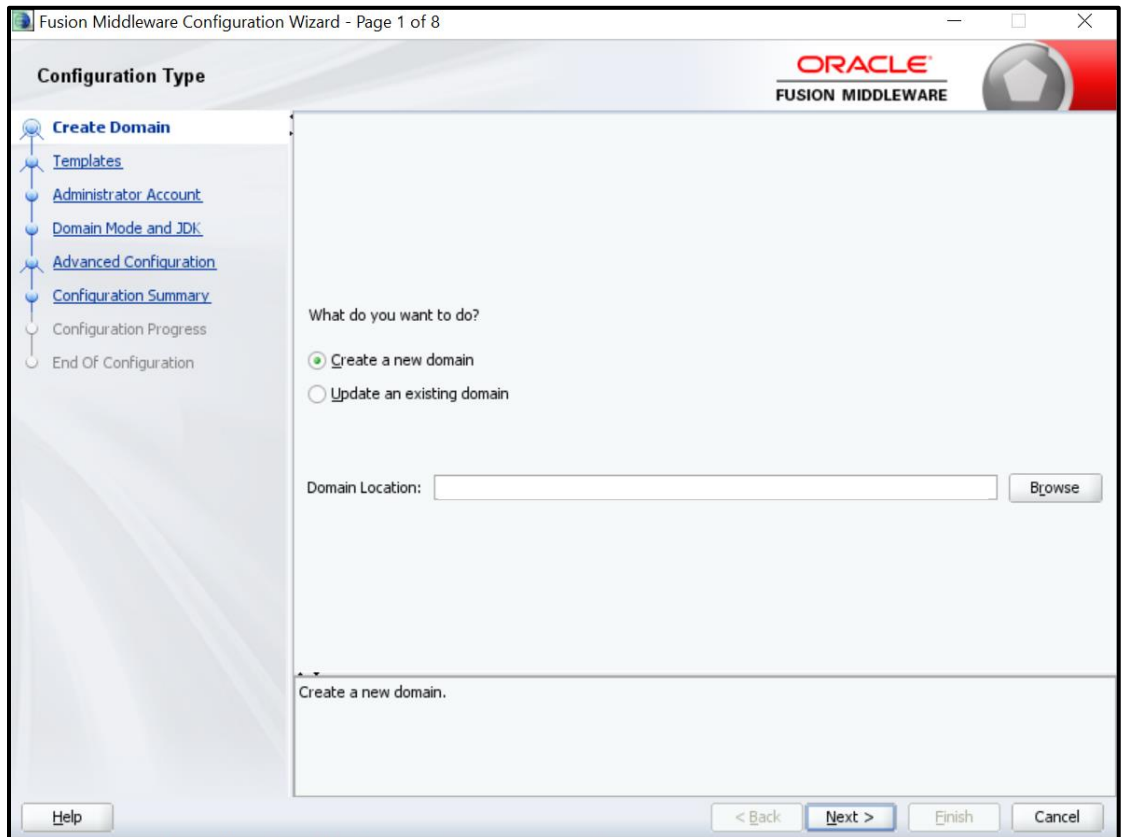 Fusion Middleware Configuration Wizard - Page 1 of 8
Configuration Type
ORACLE
FUSION MIDDLEWARE
Create Domain
Templates
Administrator Account
Domain Mode and JDK
Advanced Configuration
Configuration Summary
Configuration Progress
End Of Configuration
What do you want to do?
Create a new domain
Update an existing domain
Domain Location:
Browse
Create a new domain.
Help
< Back
Next >
Finish
Cancel